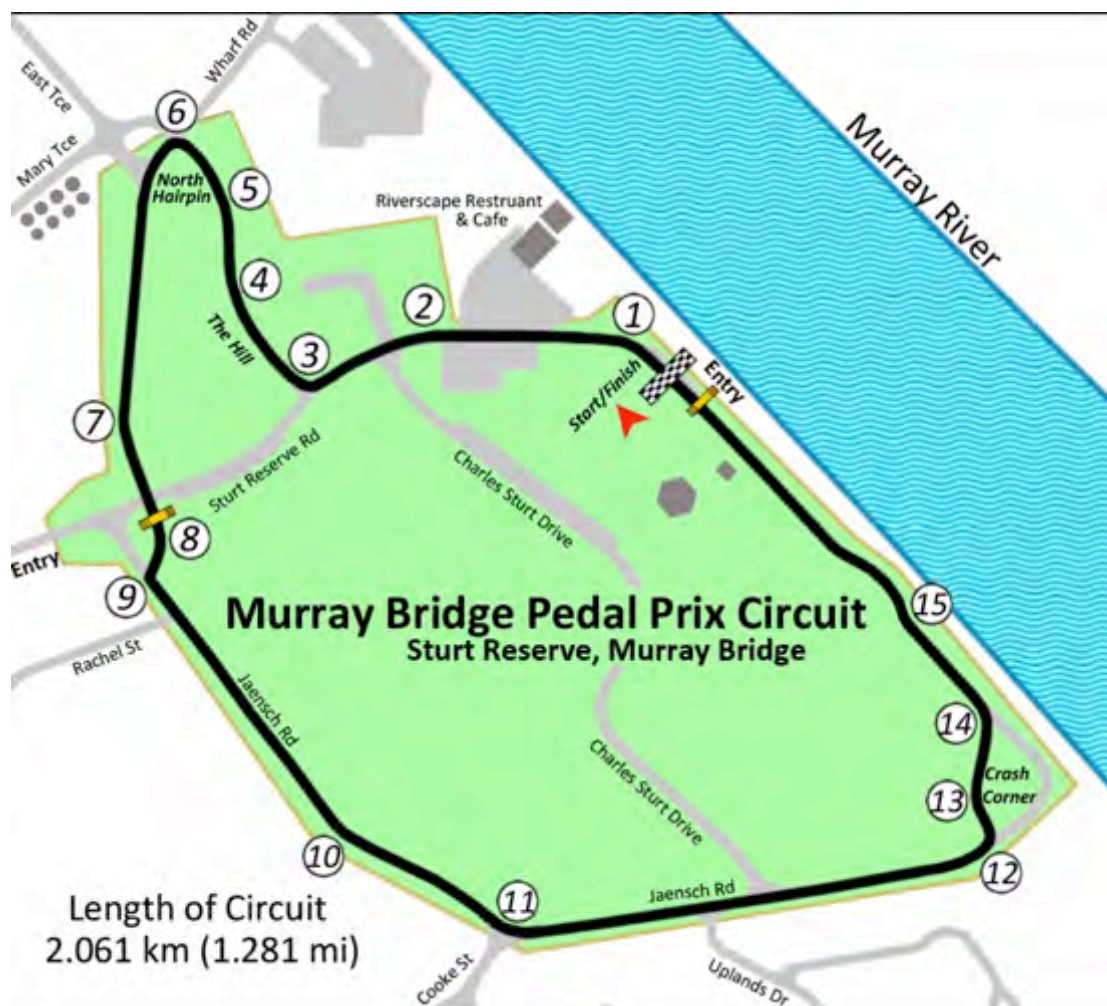 East Tce
Wharf Rd
Mary Tce
6
North
Hairpin
5
4
The Hill
3
2
Riverscape Restruant
& Cafe
1
Murray River
Start/Finish
Entry
7
Sturt Reserve Rd
Charles Sturt Drive
8
Entry
9
Rachel St
Murray Bridge Pedal Prix Circuit
Sturt Reserve, Murray Bridge
15
Jaensch Rd
14
Crash
Corner
13
Charles Sturt Drive
10
12
11
Jaensch Rd
Length of Circuit
2.061 km (1.281 mi)
Cooke St
Uplands Dr